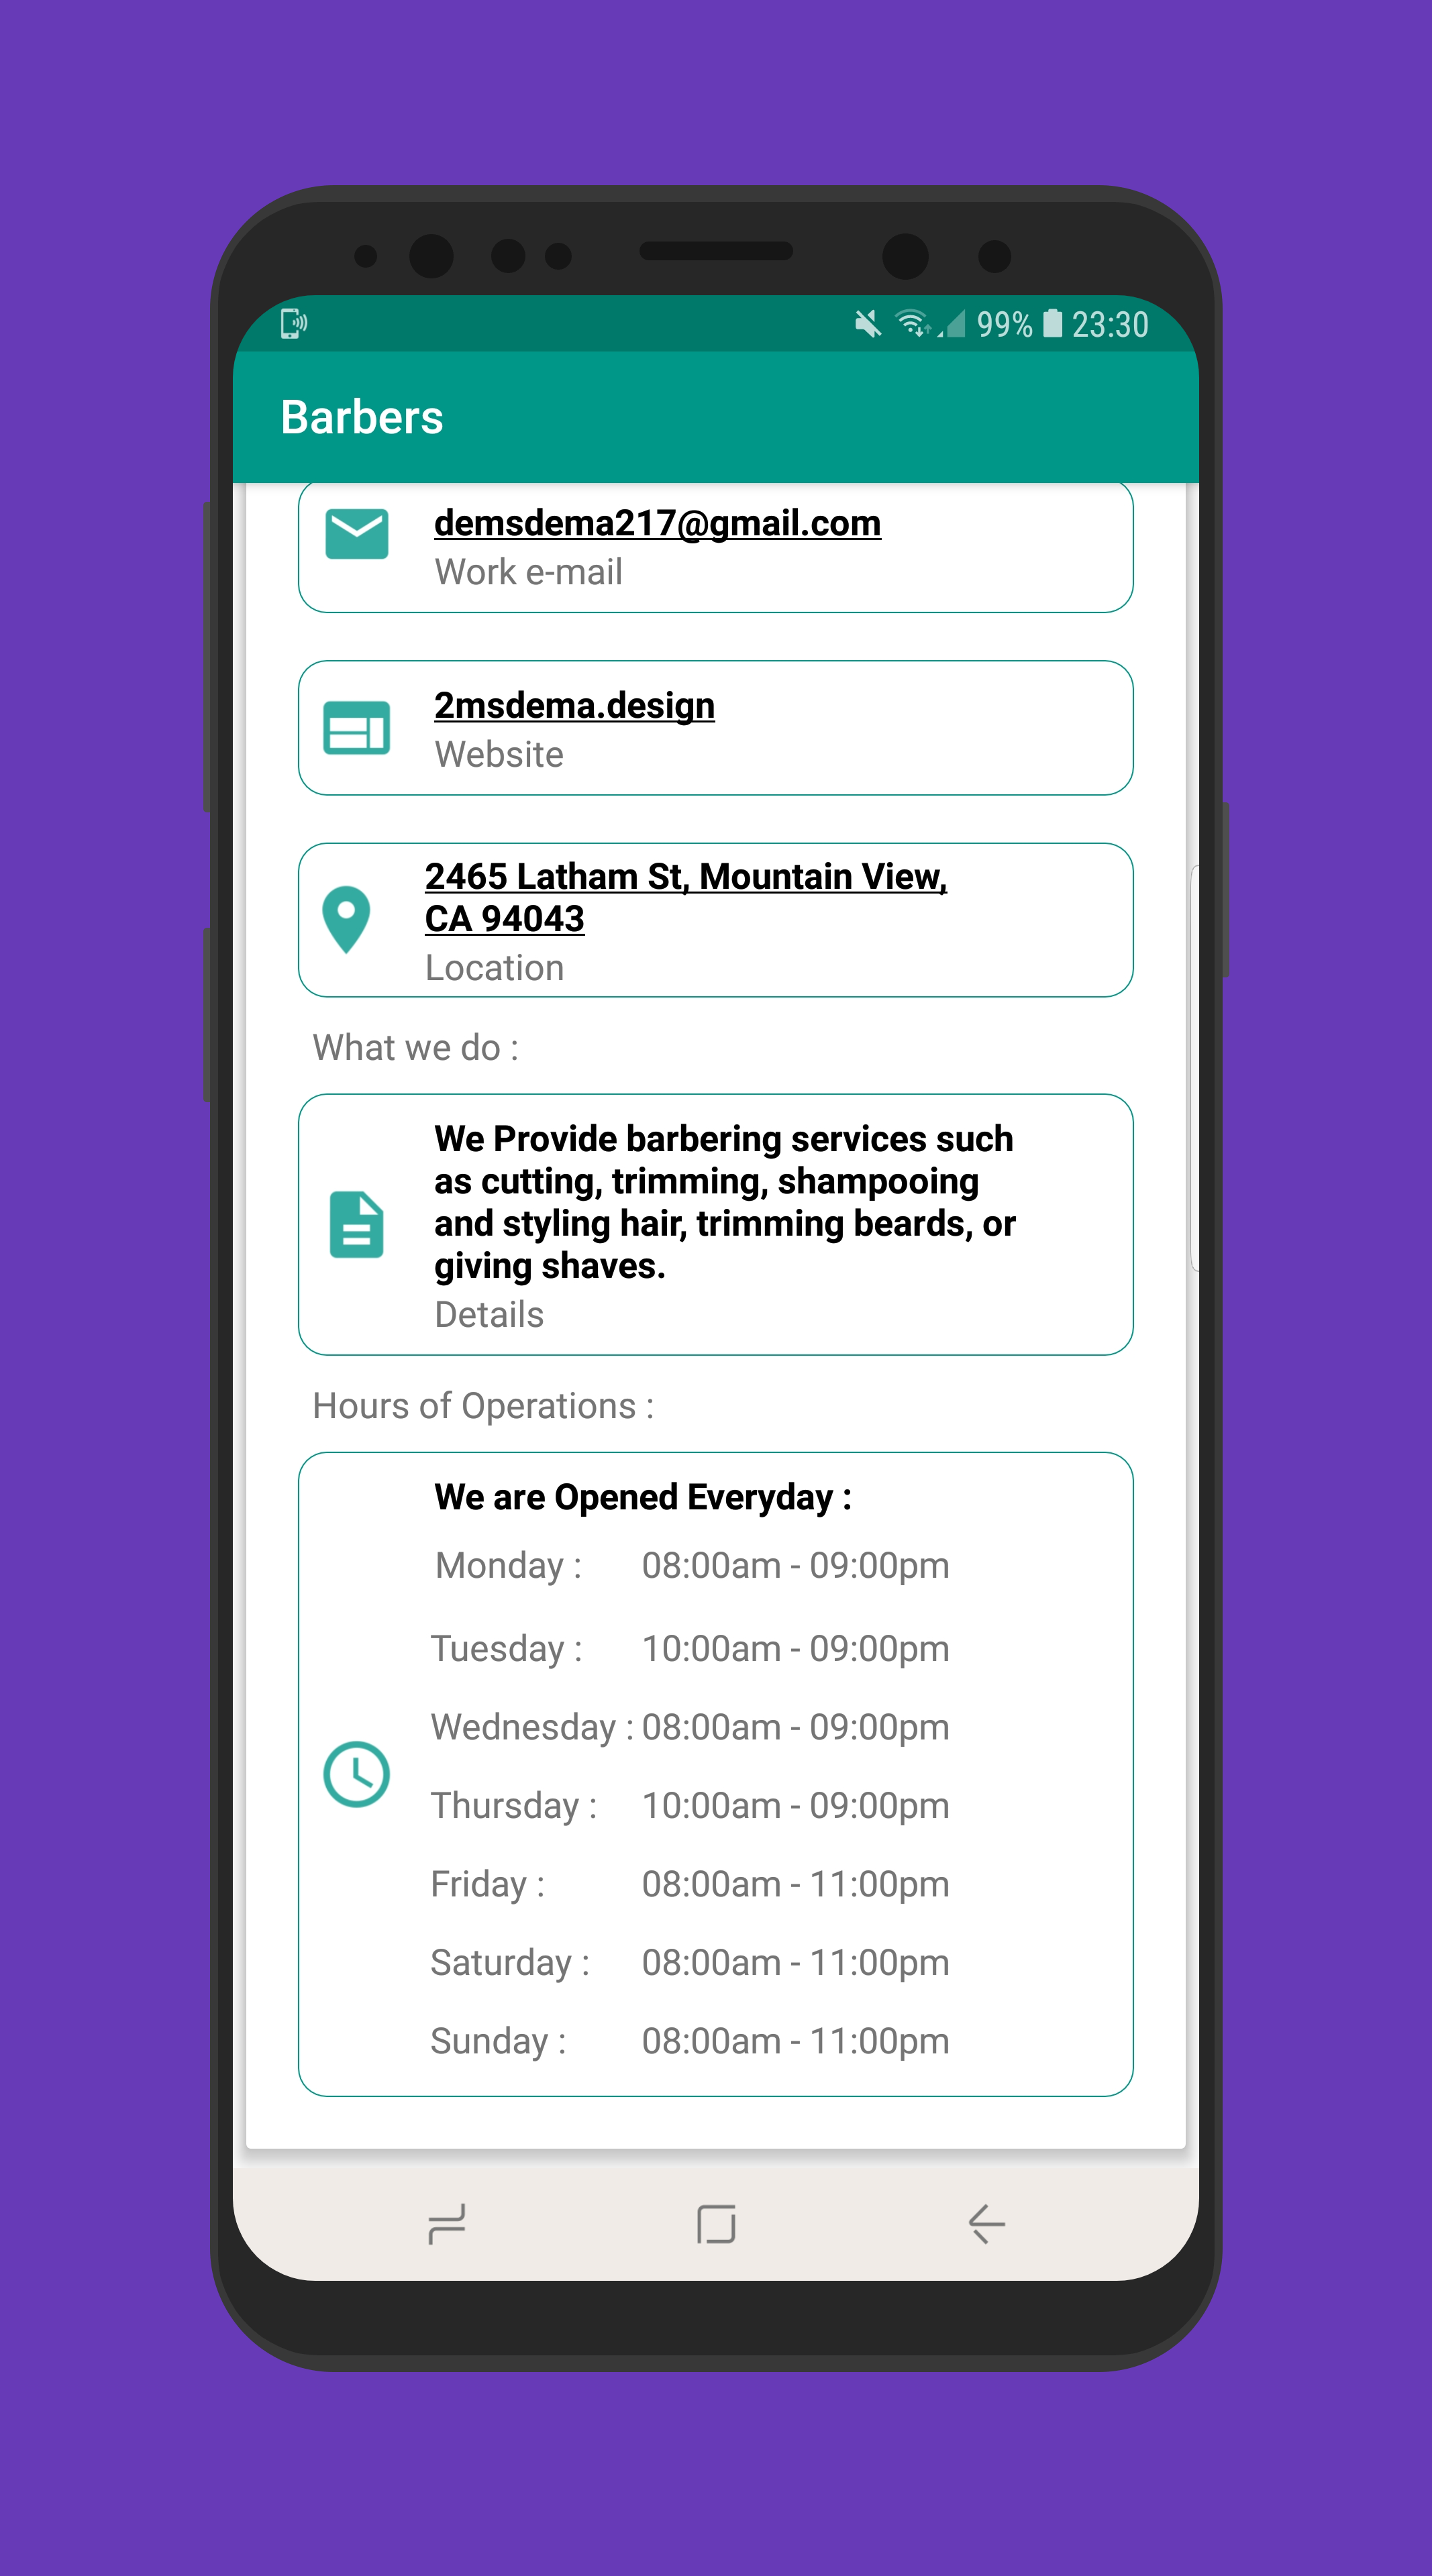 99% 23:30
Barbers
demsdema217@gmail.com
Work e-mail
2msdema.design
Website
2465 Latham St, Mountain View,
CA 94043
Location
What we do :
We Provide barbering services such
as cutting, trimming, shampooing
and styling hair, trimming beards, or
giving shaves.
Details
Hours of Operations :
We are Opened Everyday :
Monday : 08:00am - 09:00pm
Tuesday : 10:00am - 09:00pm
Wednesday : 08:00am - 09:00pm
Thursday : 10:00am - 09:00pm
Friday : 08:00am - 11:00pm
Saturday : 08:00am - 11:00pm
Sunday : 08:00am - 11:00pm